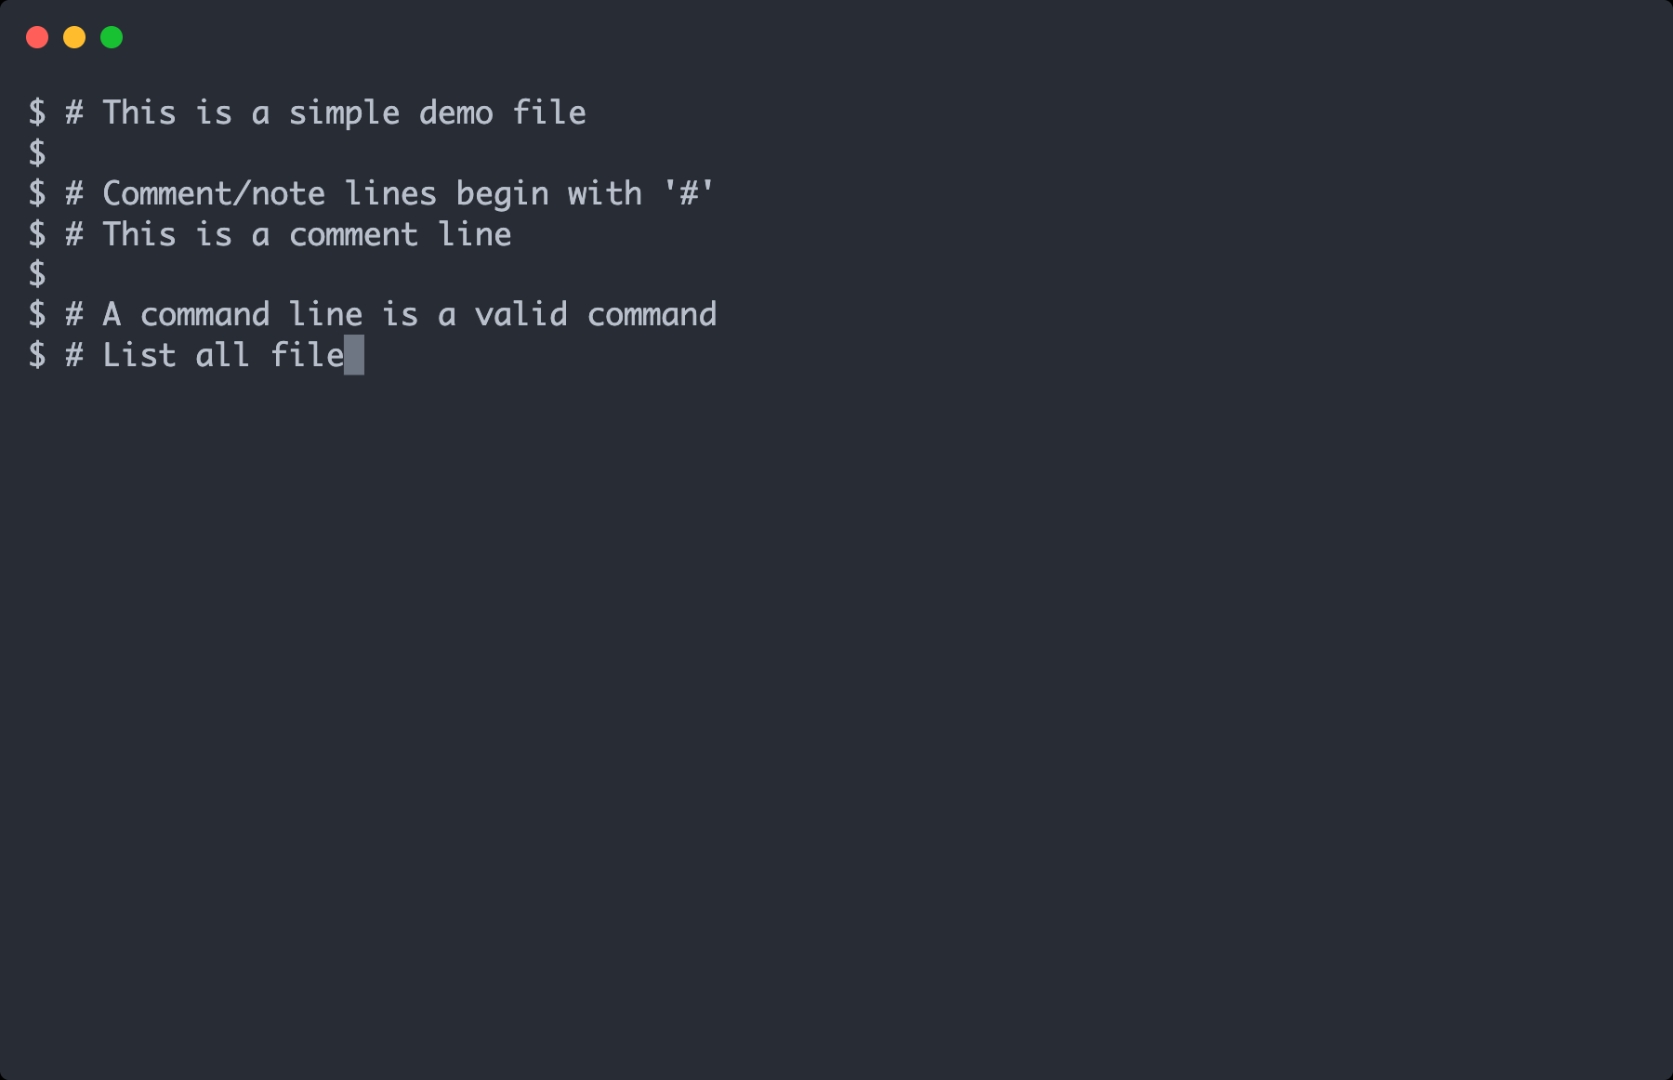 $ # This is a simple demo file
$
$ # Comment/note lines begin with '#'
$ # This is a comment line
$
$ # A command line is a valid command
$ # List all file